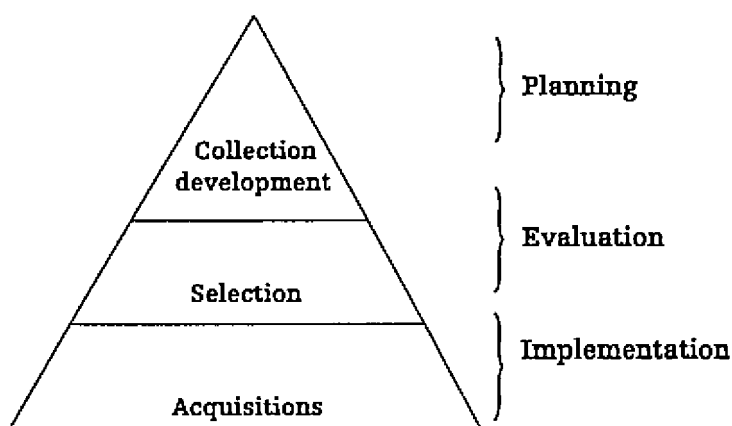 Planning
Collection
development
Evaluation
Selection
Implementation
Acquisitions